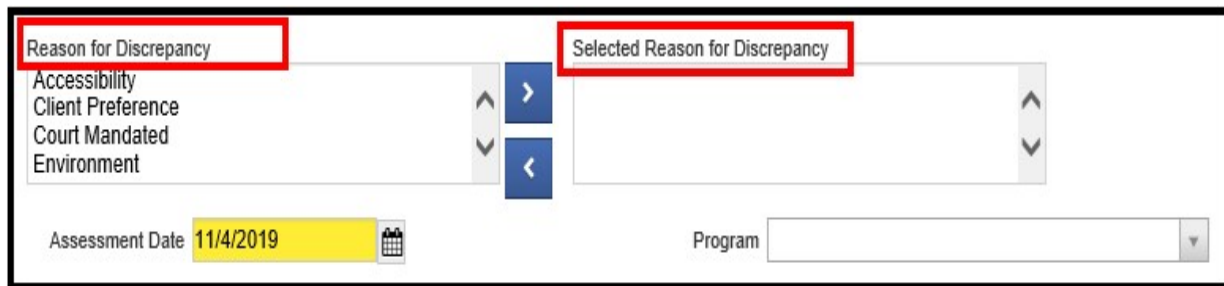 Reason for Discrepancy
Selected Reason for Discrepancy
Accessibility
Client Preference
Court Mandated
Environment
Assessment Date 11/4/2019
Program